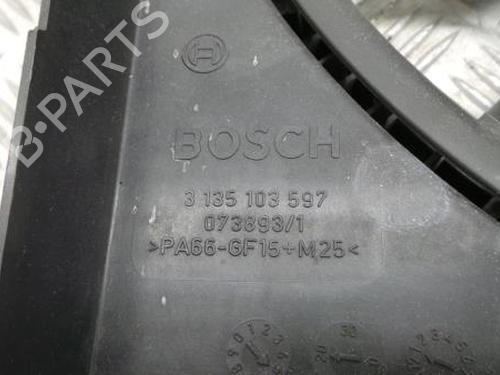 BOSCH
3 135 103 597
073893/1
>PA66-GF15+M25<
B-PARTS